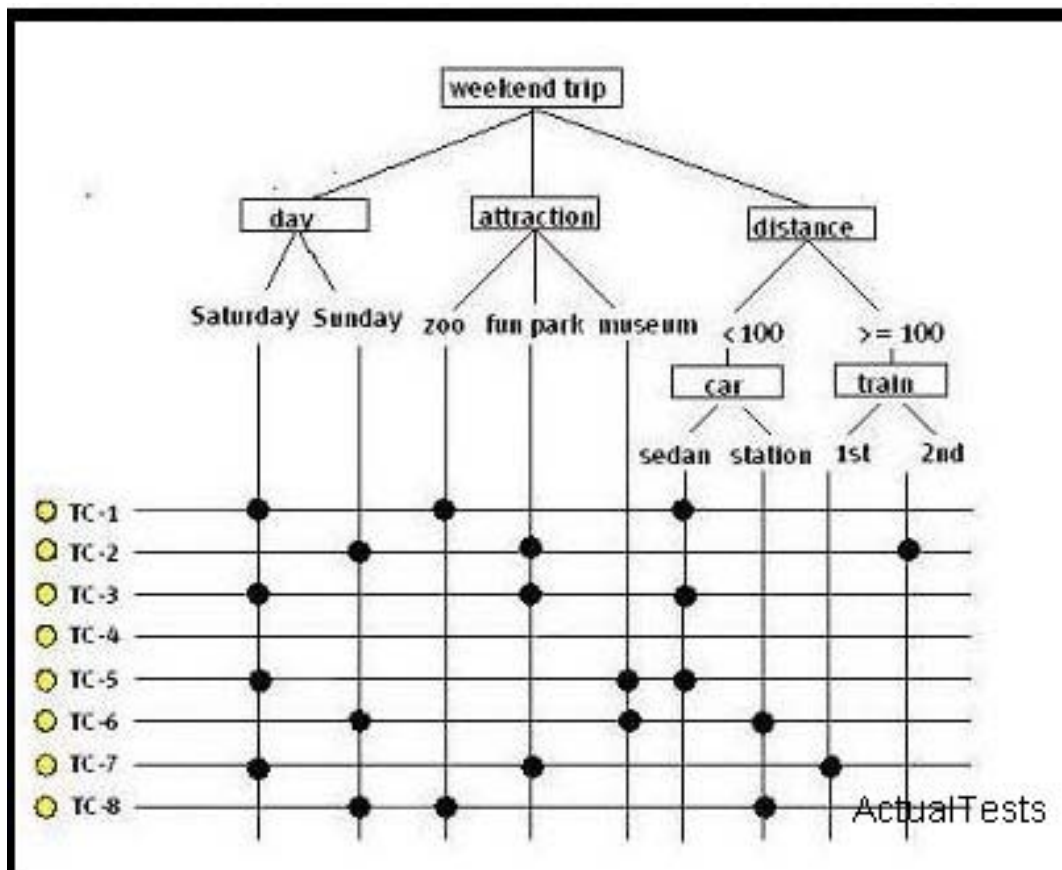 weekend trip
day attraction distance
Saturday Sunday zoo fun park museum < 100 >= 100
car train
sedan station 1st 2nd
TC-1
TC-2
TC-3
TC-4
TC-5
TC-6
TC-7
TC-8
ActualTests